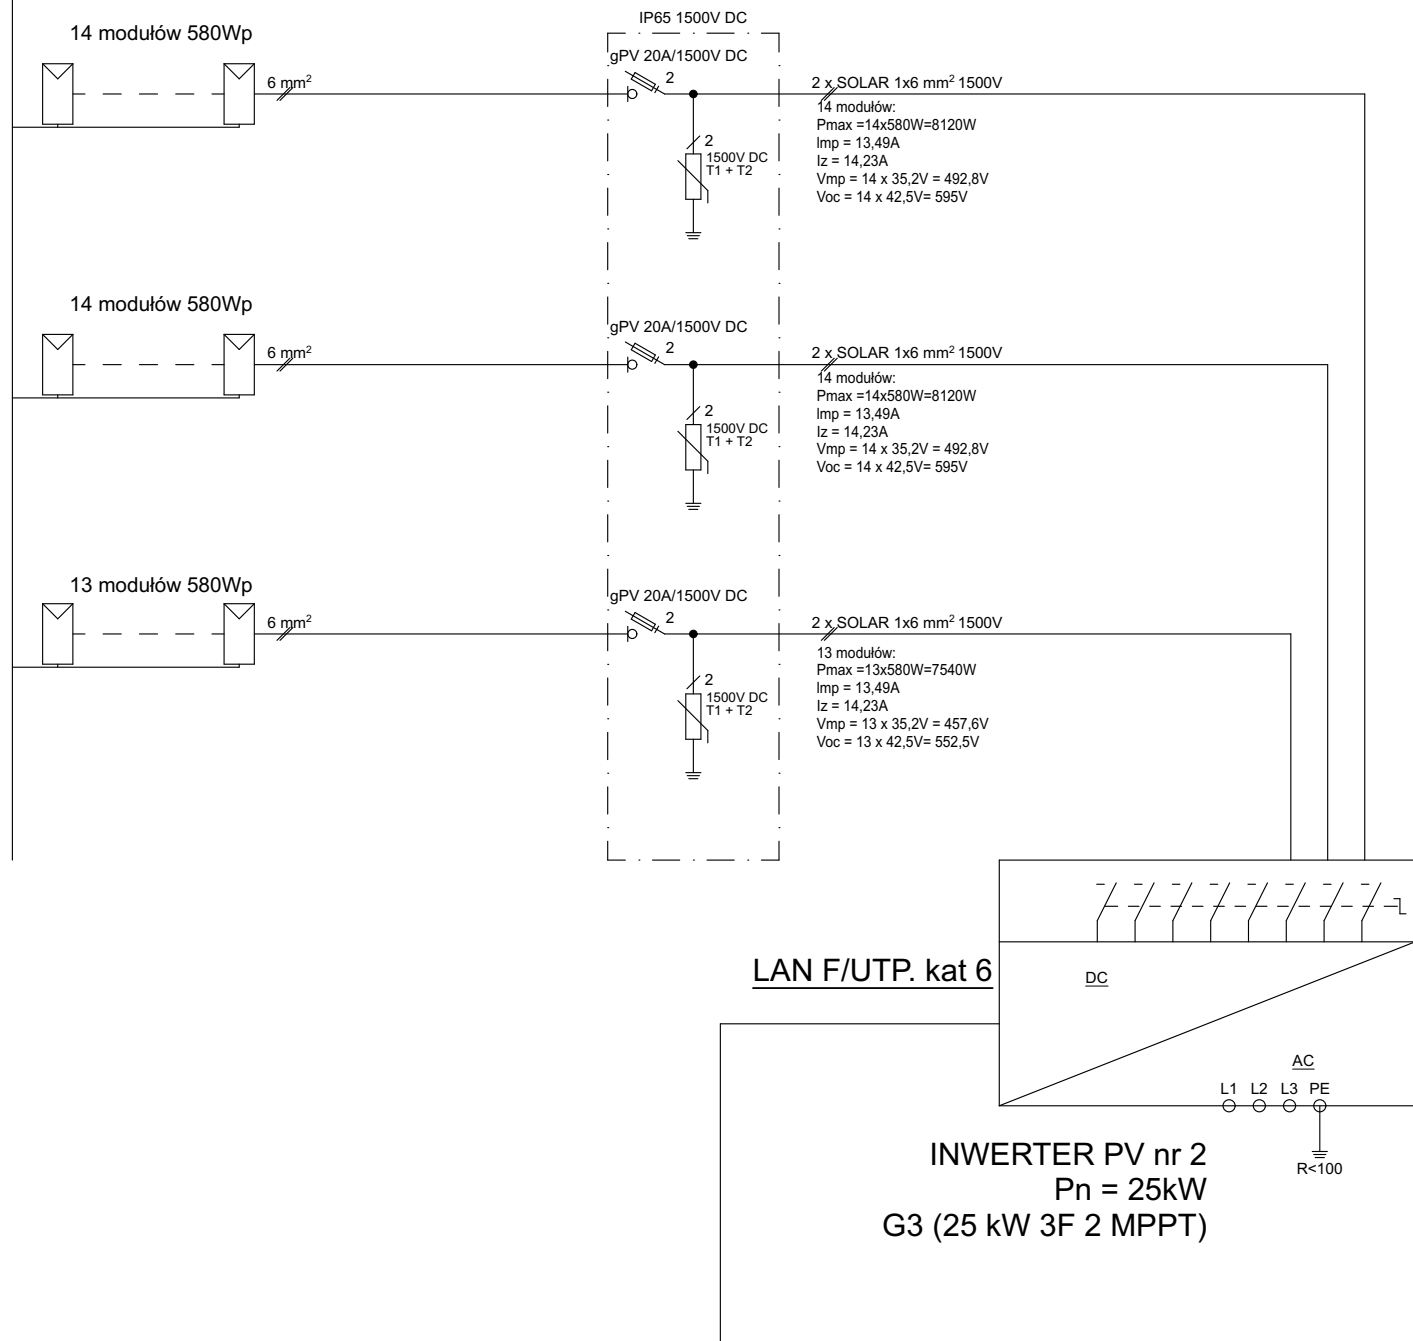 IP65 1500V DC
14 modułów 580Wp
gPV 20A/1500V DC
6 mm²
2
2 x SOLAR 1x6 mm² 1500V
14 modułów:
Pmax =14x580W=8120W
Imp = 13,49A
Iz = 14,23A
Vmp = 14 x 35,2V = 492,8V
Voc = 14 x 42,5V= 595V
2
1500V DC
T1 + T2
14 modułów 580Wp
gPV 20A/1500V DC
6 mm²
2
2 x SOLAR 1x6 mm² 1500V
14 modułów:
Pmax =14x580W=8120W
Imp = 13,49A
Iz = 14,23A
Vmp = 14 x 35,2V = 492,8V
Voc = 14 x 42,5V= 595V
2
1500V DC
T1 + T2
13 modułów 580Wp
gPV 20A/1500V DC
6 mm²
2
2 x SOLAR 1x6 mm² 1500V
13 modułów:
Pmax =13x580W=7540W
Imp = 13,49A
Iz = 14,23A
Vmp = 13 x 35,2V = 457,6V
Voc = 13 x 42,5V= 552,5V
2
1500V DC
T1 + T2
LAN F/UTP. kat 6
DC
AC
L1 L2 L3 PE
R<100
INWERTER PV nr 2
Pn = 25kW
G3 (25 kW 3F 2 MPPT)